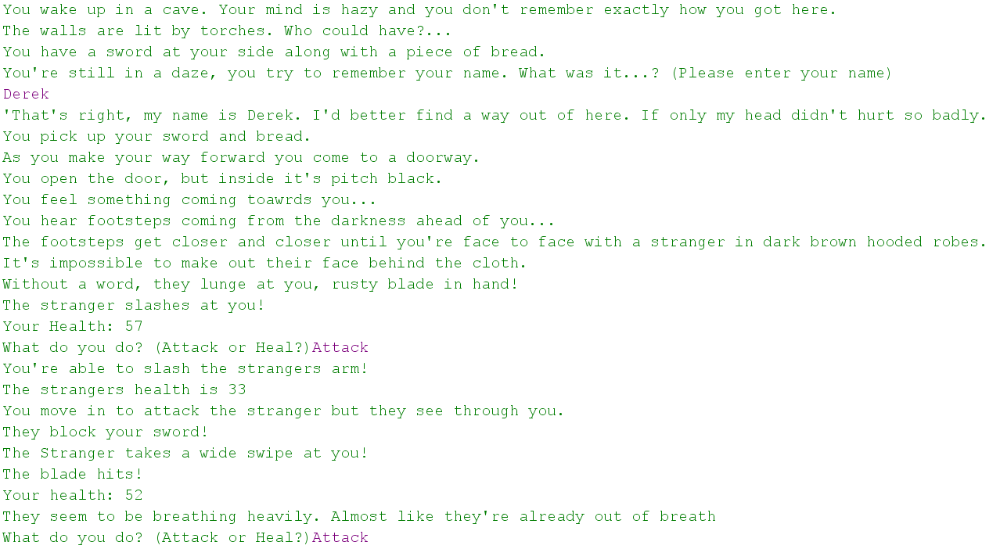 You wake up in a cave. Your mind is hazy and you don't remember exactly how you got here.
The walls are lit by torches. Who could have?...
You have a sword at your side along with a piece of bread.
You're still in a daze, you try to remember your name. What was it...? (Please enter your name)
Derek
'That's right, my name is Derek. I'd better find a way out of here. If only my head didn't hurt so badly.
You pick up your sword and bread.
As you make your way forward you come to a doorway.
You open the door, but inside it's pitch black.
You feel something coming toawrds you...
You hear footsteps coming from the darkness ahead of you...
The footsteps get closer and closer until you're face to face with a stranger in dark brown hooded robes.
It's impossible to make out their face behind the cloth.
Without a word, they lunge at you, rusty blade in hand!
The stranger slashes at you!
Your Health: 57
What do you do? (Attack or Heal?)Attack
You're able to slash the strangers arm!
The strangers health is 33
You move in to attack the stranger but they see through you.
They block your sword!
The Stranger takes a wide swipe at you!
The blade hits!
Your health: 52
They seem to be breathing heavily. Almost like they're already out of breath
What do you do? (Attack or Heal?)Attack